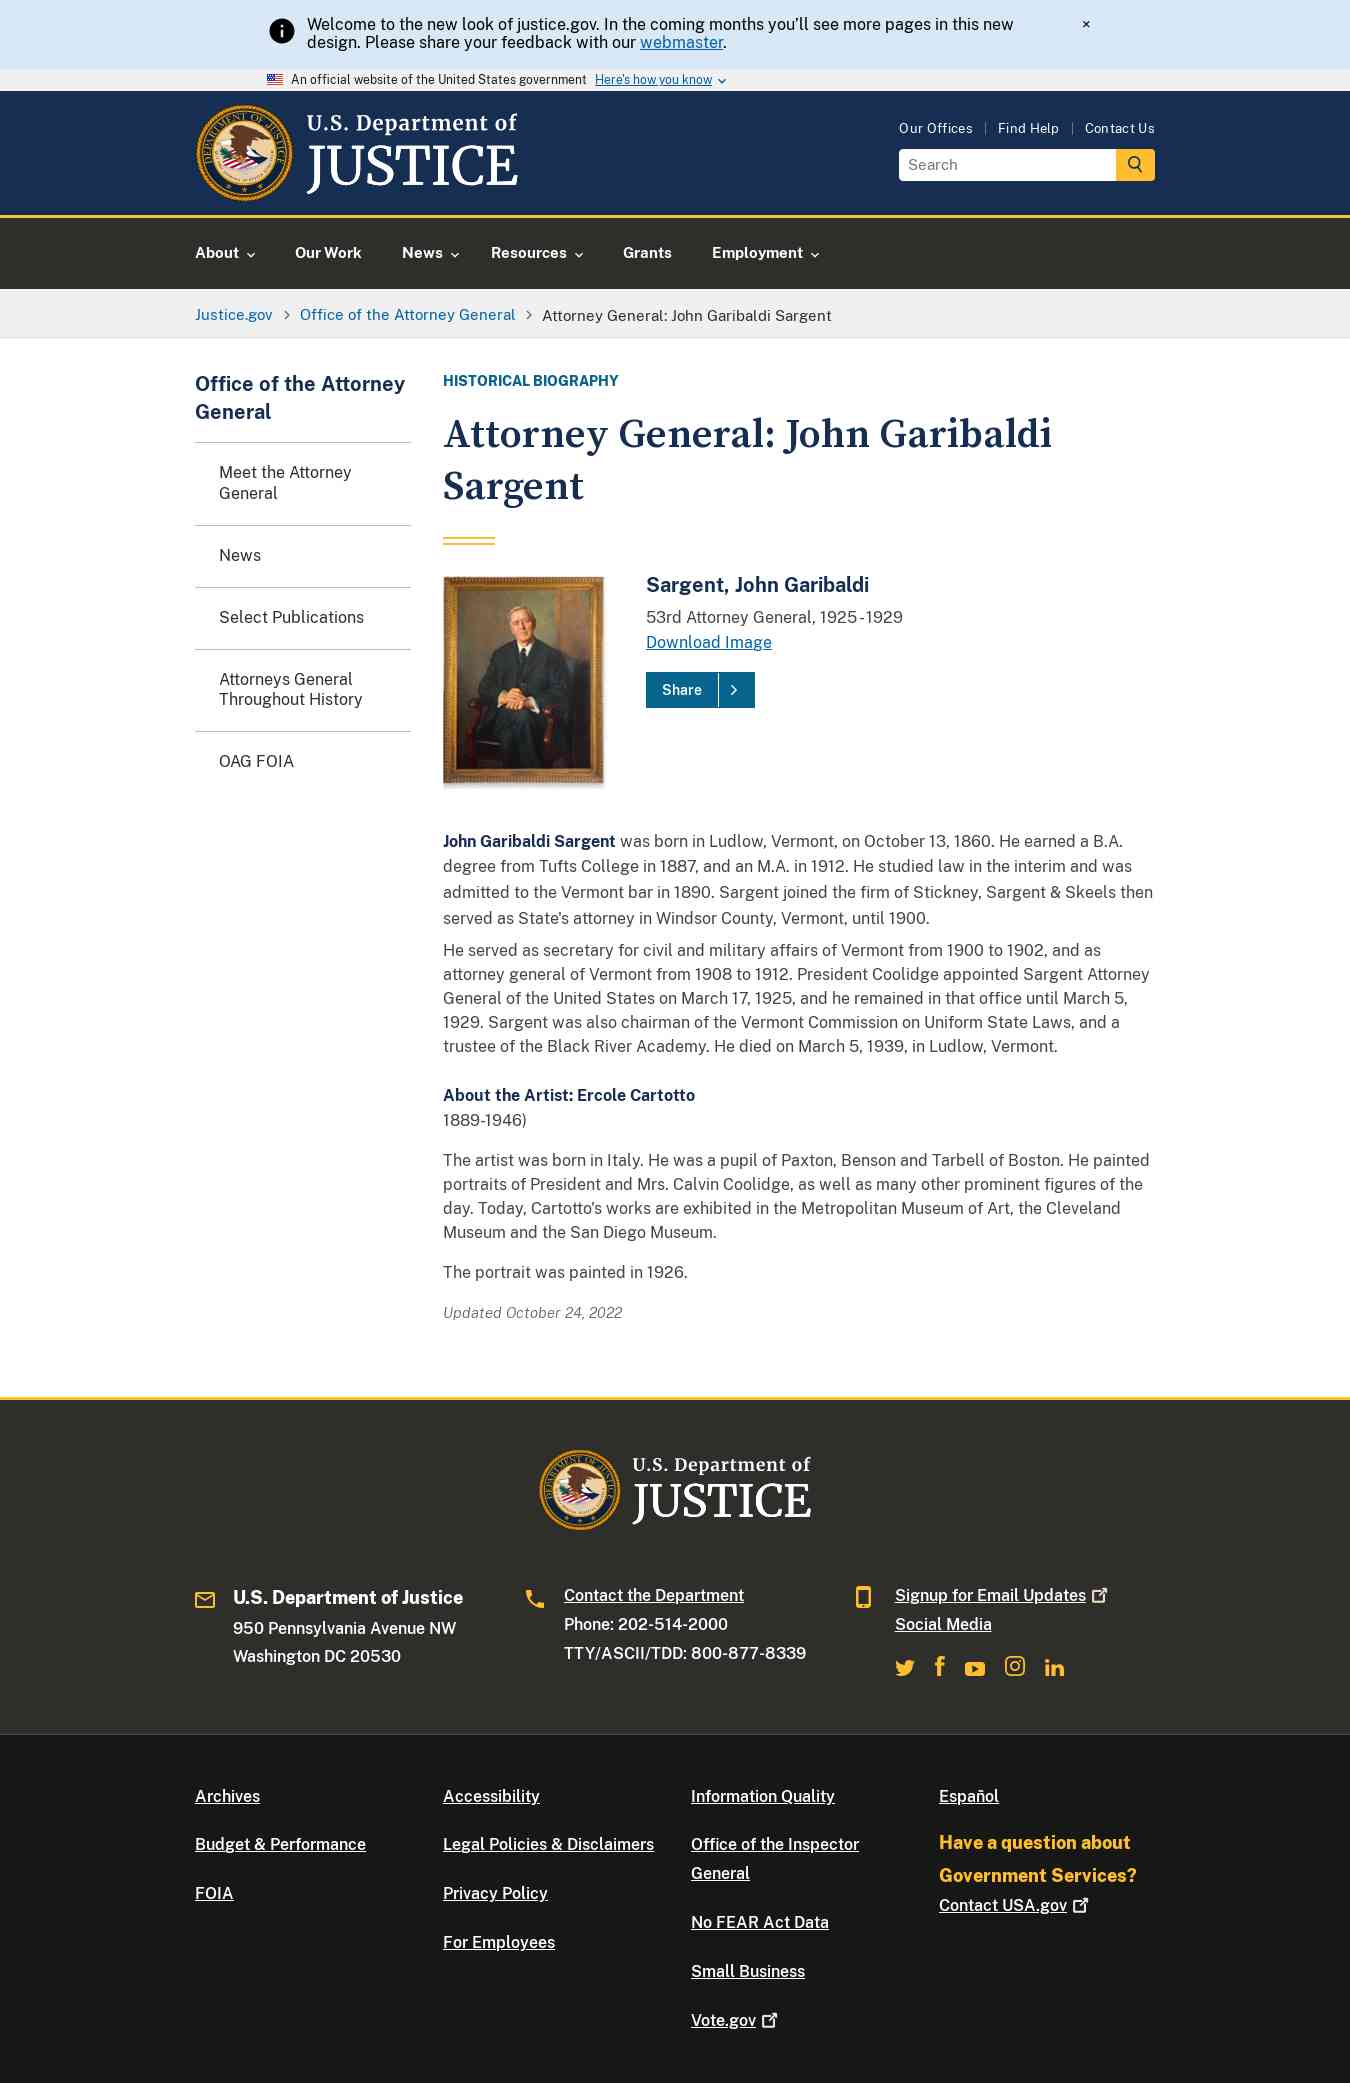 Welcome to the new look of justice.gov. In the coming months you’ll see more pages in this new
design. Please share your feedback with our webmaster.
×
An official website of the United States government Here's how you know
U.S. Department of
JUSTICE
Our Offices Find Help Contact Us
Search
About Our Work News Resources Grants Employment
Justice.gov Office of the Attorney General Attorney General: John Garibaldi Sargent
Office of the Attorney
General
Meet the Attorney
General
News
Select Publications
Attorneys General
Throughout History
OAG FOIA
HISTORICAL BIOGRAPHY
Attorney General: John Garibaldi
Sargent
Sargent, John Garibaldi
53rd Attorney General, 1925 - 1929
Download Image
Share
John Garibaldi Sargent was born in Ludlow, Vermont, on October 13, 1860. He earned a B.A.
degree from Tufts College in 1887, and an M.A. in 1912. He studied law in the interim and was
admitted to the Vermont bar in 1890. Sargent joined the firm of Stickney, Sargent & Skeels then
served as State's attorney in Windsor County, Vermont, until 1900.
He served as secretary for civil and military affairs of Vermont from 1900 to 1902, and as
attorney general of Vermont from 1908 to 1912. President Coolidge appointed Sargent Attorney
General of the United States on March 17, 1925, and he remained in that office until March 5,
1929. Sargent was also chairman of the Vermont Commission on Uniform State Laws, and a
trustee of the Black River Academy. He died on March 5, 1939, in Ludlow, Vermont.
About the Artist: Ercole Cartotto
1889-1946)
The artist was born in Italy. He was a pupil of Paxton, Benson and Tarbell of Boston. He painted
portraits of President and Mrs. Calvin Coolidge, as well as many other prominent figures of the
day. Today, Cartotto's works are exhibited in the Metropolitan Museum of Art, the Cleveland
Museum and the San Diego Museum.
The portrait was painted in 1926.
Updated October 24, 2022
U.S. Department of
JUSTICE
U.S. Department of Justice
950 Pennsylvania Avenue NW
Washington DC 20530
Contact the Department
Phone: 202-514-2000
TTY/ASCII/TDD: 800-877-8339
Signup for Email Updates
Social Media
Archives
Budget & Performance
FOIA
Accessibility
Legal Policies & Disclaimers
Privacy Policy
For Employees
Information Quality
Office of the Inspector
General
No FEAR Act Data
Small Business
Vote.gov
Español
Have a question about
Government Services?
Contact USA.gov